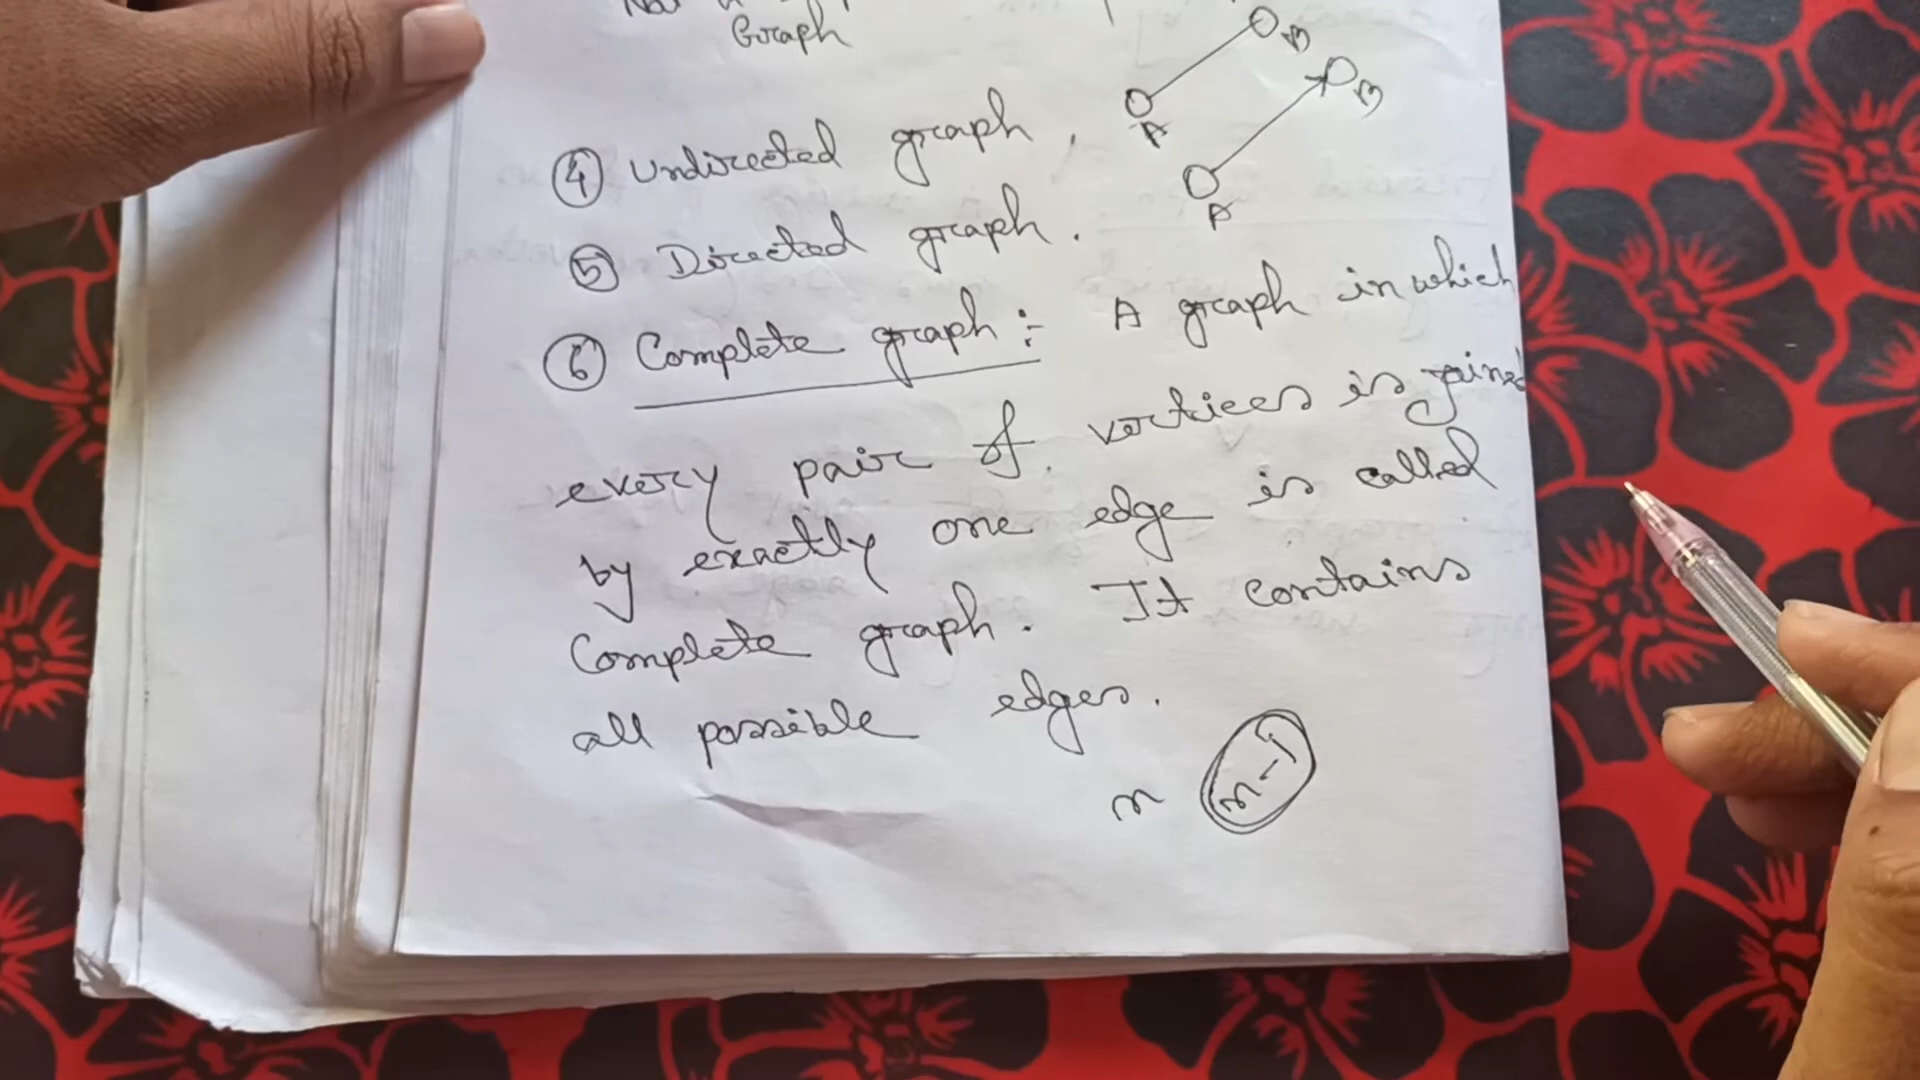 Graph
B
A
B
A
④ Undirected graph.
⑤ Directed graph.
⑥ Complete graph :- A graph in which
every pair of vertices is joined
by exactly one edge is called
Complete graph. It contains
all possible edges.
n n-1